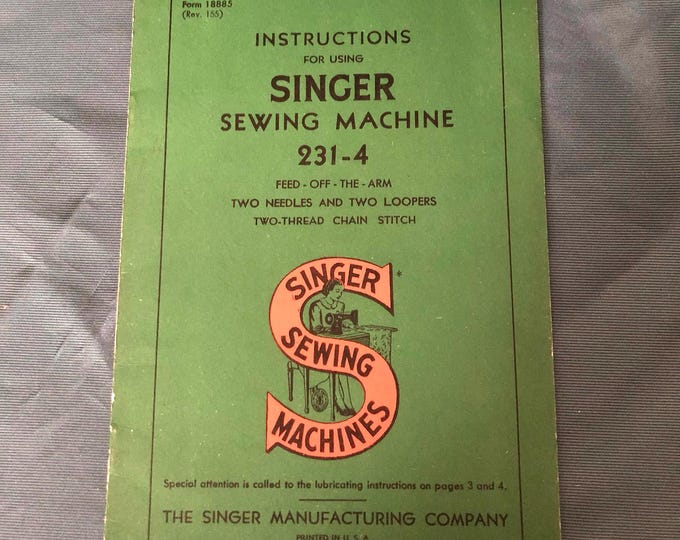 Form 18885
(Rev. 155)
INSTRUCTIONS
FOR USING
SINGER
SEWING MACHINE
231-4
FEED - OFF - THE - ARM
TWO NEEDLES AND TWO LOOPERS
TWO-THREAD CHAIN STITCH
SINGER *
SEWING
MACHINES
Special attention is called to the lubricating instructions on pages 3 and 4.
THE SINGER MANUFACTURING COMPANY
PRINTED IN U. S. A.